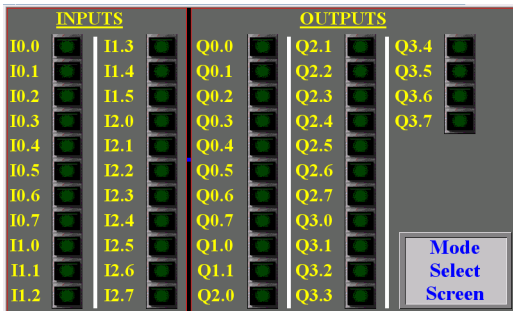 INPUTS
I0.0
I0.1
I0.2
I0.3
I0.4
I0.5
I0.6
I0.7
I1.0
I1.1
I1.2
I1.3
I1.4
I1.5
I2.0
I2.1
I2.2
I2.3
I2.4
I2.5
I2.6
I2.7
OUTPUTS
Q0.0
Q0.1
Q0.2
Q0.3
Q0.4
Q0.5
Q0.6
Q0.7
Q1.0
Q1.1
Q2.0
Q2.1
Q2.2
Q2.3
Q2.4
Q2.5
Q2.6
Q2.7
Q3.0
Q3.1
Q3.2
Q3.3
Q3.4
Q3.5
Q3.6
Q3.7
Mode
Select
Screen